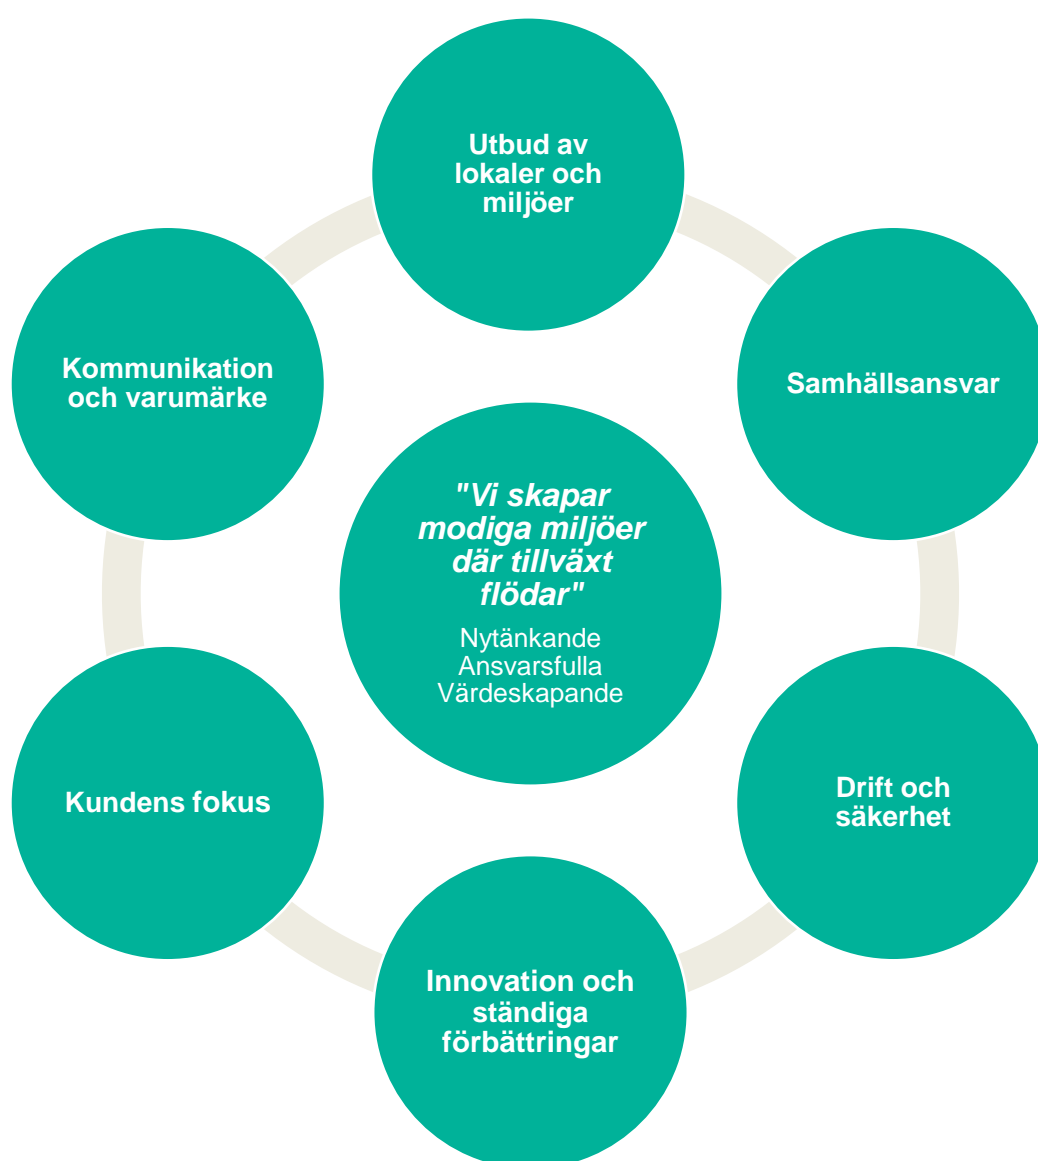 Utbud av
lokaler och
miljöer
Kommunikation
och varumärke
Samhällsansvar
"Vi skapar
modiga miljöer
där tillväxt
flödar"
Nytänkande
Ansvarsfulla
Värdeskapande
Kundens fokus
Drift och
säkerhet
Innovation och
ständiga
förbättringar